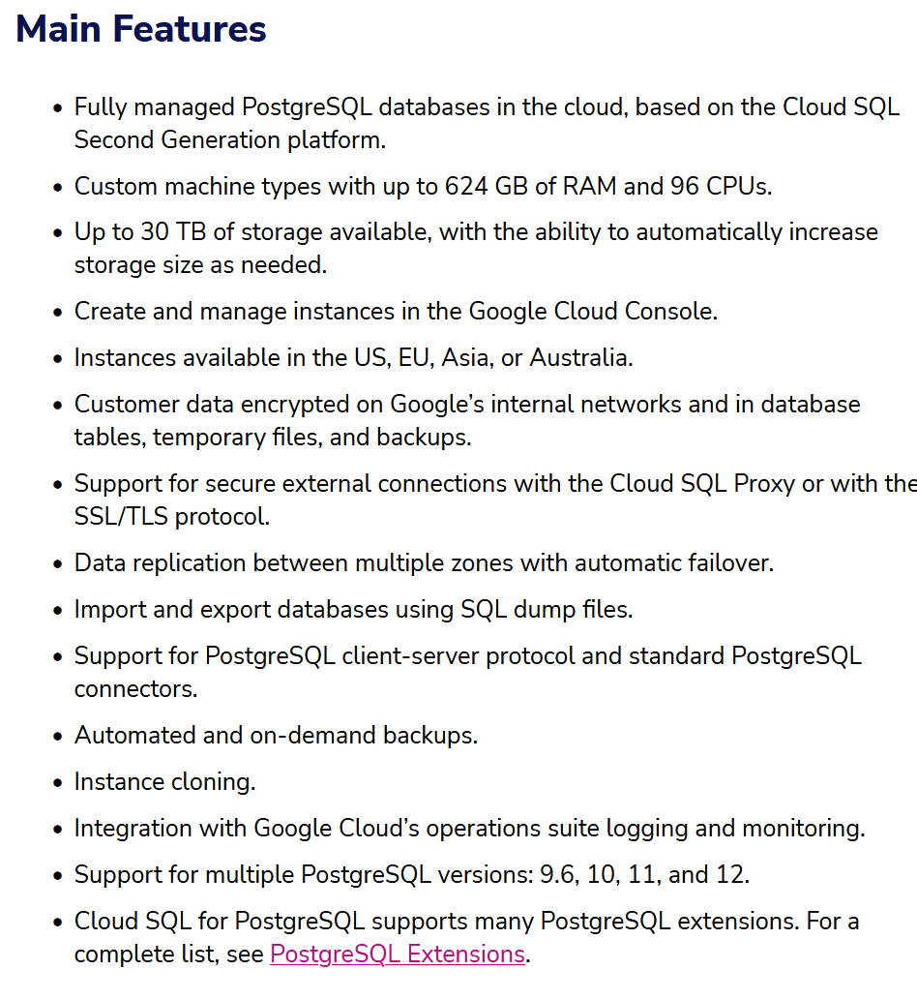 Main Features
• Fully managed PostgreSQL databases in the cloud, based on the Cloud SQL
Second Generation platform.
• Custom machine types with up to 624 GB of RAM and 96 CPUs.
• Up to 30 TB of storage available, with the ability to automatically increase
storage size as needed.
• Create and manage instances in the Google Cloud Console.
• Instances available in the US, EU, Asia, or Australia.
• Customer data encrypted on Google’s internal networks and in database
tables, temporary files, and backups.
• Support for secure external connections with the Cloud SQL Proxy or with the
SSL/TLS protocol.
• Data replication between multiple zones with automatic failover.
• Import and export databases using SQL dump files.
• Support for PostgreSQL client-server protocol and standard PostgreSQL
connectors.
• Automated and on-demand backups.
• Instance cloning.
• Integration with Google Cloud’s operations suite logging and monitoring.
• Support for multiple PostgreSQL versions: 9.6, 10, 11, and 12.
• Cloud SQL for PostgreSQL supports many PostgreSQL extensions. For a
complete list, see PostgreSQL Extensions.